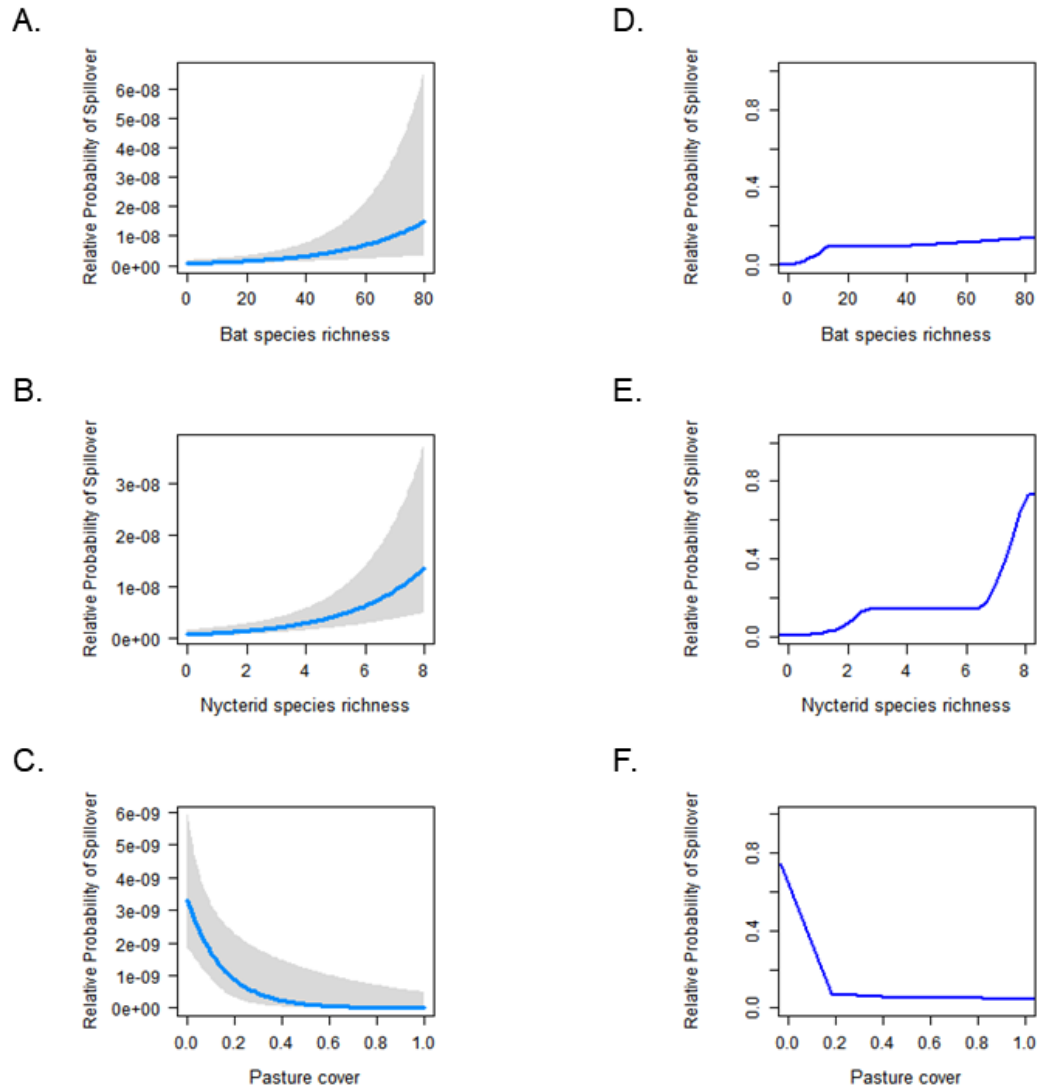 A.
Relative Probability of Spillover
6e-08
5e-08
4e-08
3e-08
2e-08
1e-08
0e+00
0 20 40 60 80
Bat species richness
D.
Relative Probability of Spillover
0.8
0.4
0.0
0 20 40 60 80
Bat species richness
B.
Relative Probability of Spillover
3e-08
2e-08
1e-08
0e+00
0 2 4 6 8
Nycterid species richness
E.
Relative Probability of Spillover
0.8
0.4
0.0
0 2 4 6 8
Nycterid species richness
C.
Relative Probability of Spillover
6e-09
5e-09
4e-09
3e-09
2e-09
1e-09
0e+00
0.0 0.2 0.4 0.6 0.8 1.0
Pasture cover
F.
Relative Probability of Spillover
0.8
0.4
0.0
0.0 0.2 0.4 0.6 0.8 1.0
Pasture cover